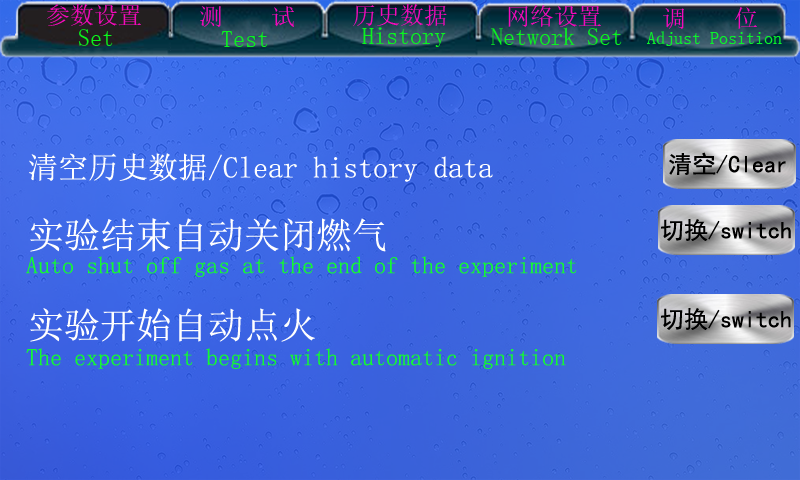 参数设置
Set
测 试
Test
历史数据
History
网络设置
Network Set
调 位
Adjust Position
清空历史数据/Clear history data
清空/Clear
实验结束自动关闭燃气
Auto shut off gas at the end of the experiment
切换/switch
实验开始自动点火
The experiment begins with automatic ignition
切换/switch